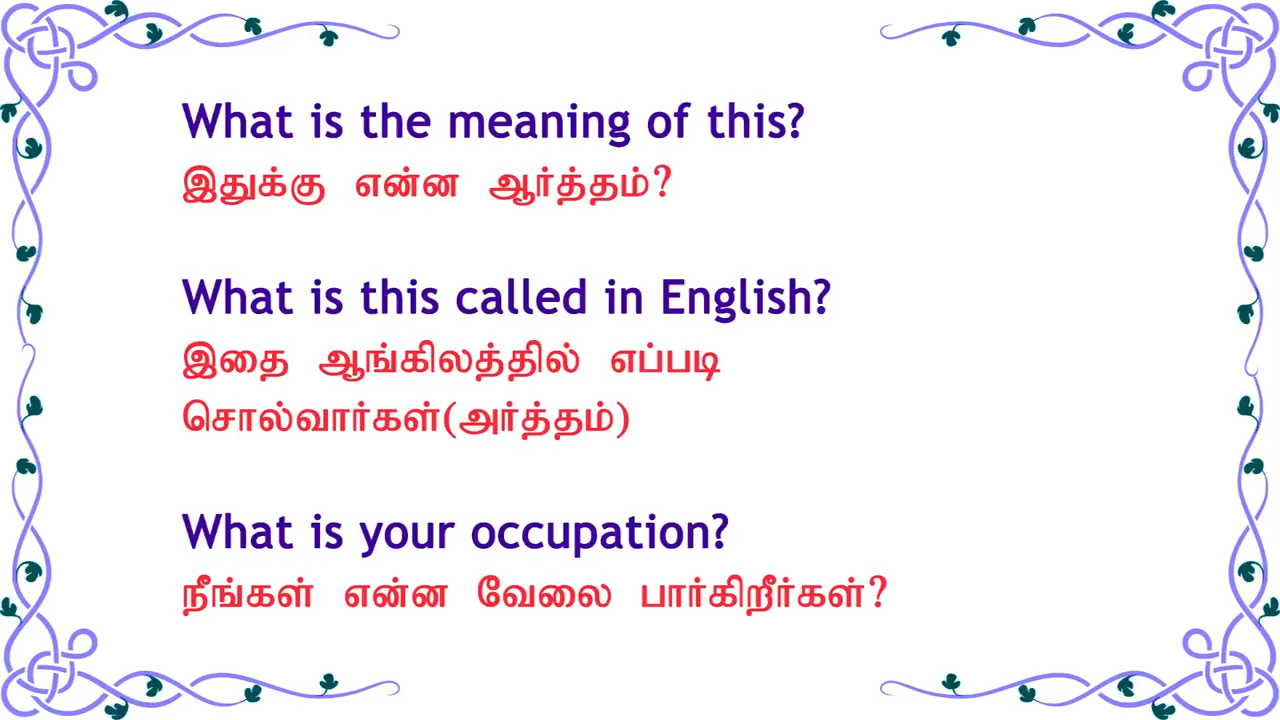 What is the meaning of this?
இதுக்கு என்ன ஆர்த்தம்?
What is this called in English?
இதை ஆங்கிலத்தில் எப்படி
சொல்வார்கள்(அர்த்தம்)
What is your occupation?
நீங்கள் என்ன வேலை பார்கிறீர்கள்?